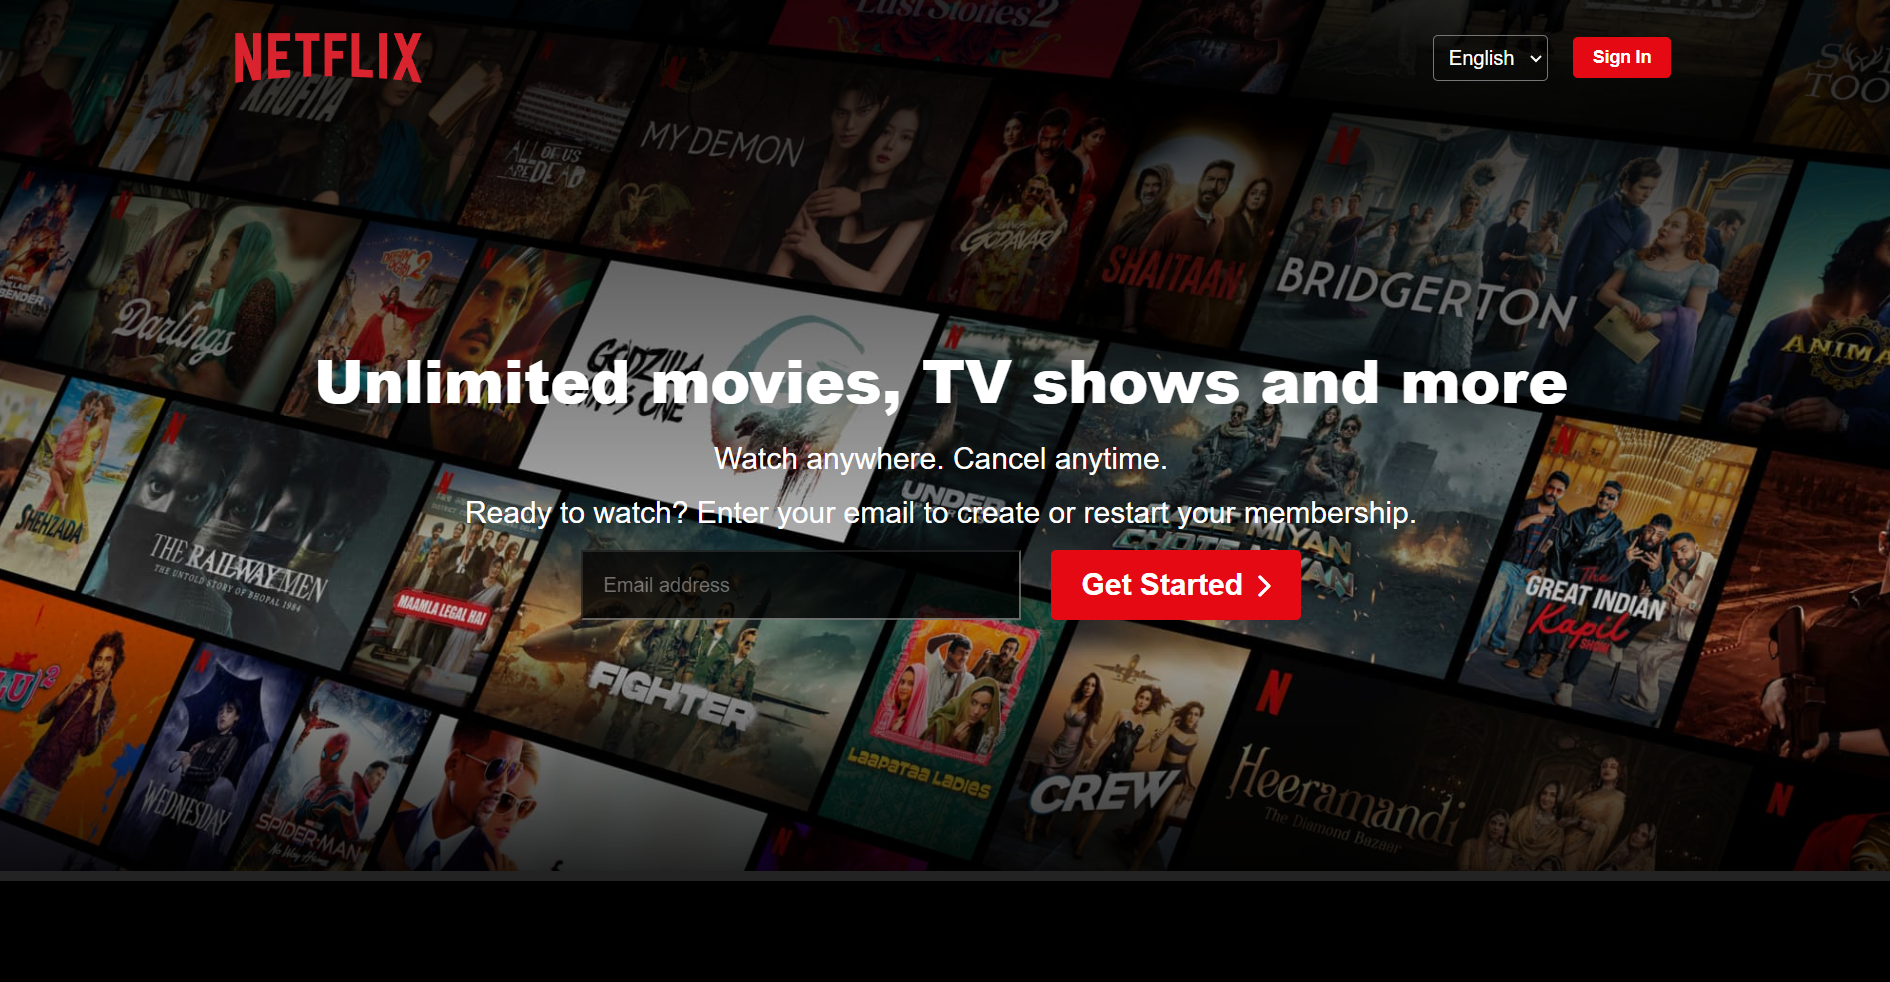 Lust Stories 2
NETFLIX
English
Sign In
KHUFIYA
MY DEMON
ALL OF US
ARE DEAD
GODAVARI
SHAITAAN
BRIDGERTON
BENDER
Darlings
GODZILLA
ONE
Unlimited movies, TV shows and more
Watch anywhere. Cancel anytime.
Ready to watch? Enter your email to create or restart your membership.
Email address
Get Started
UNDER
MIYAN
CHOTE
SHEHZADA
THE RAILWAY MEN
THE UNTOLD STORY OF BHOPAL 1984
MAAMLA LEGAL HAI
The
GREAT INDIAN
Kapil
SHOW
FIGHTER
LAAPATAA LADIES
CREW
Heeramandi
The Diamond Bazaar
WEDNESDAY
SPIDER-MAN
No Way Home